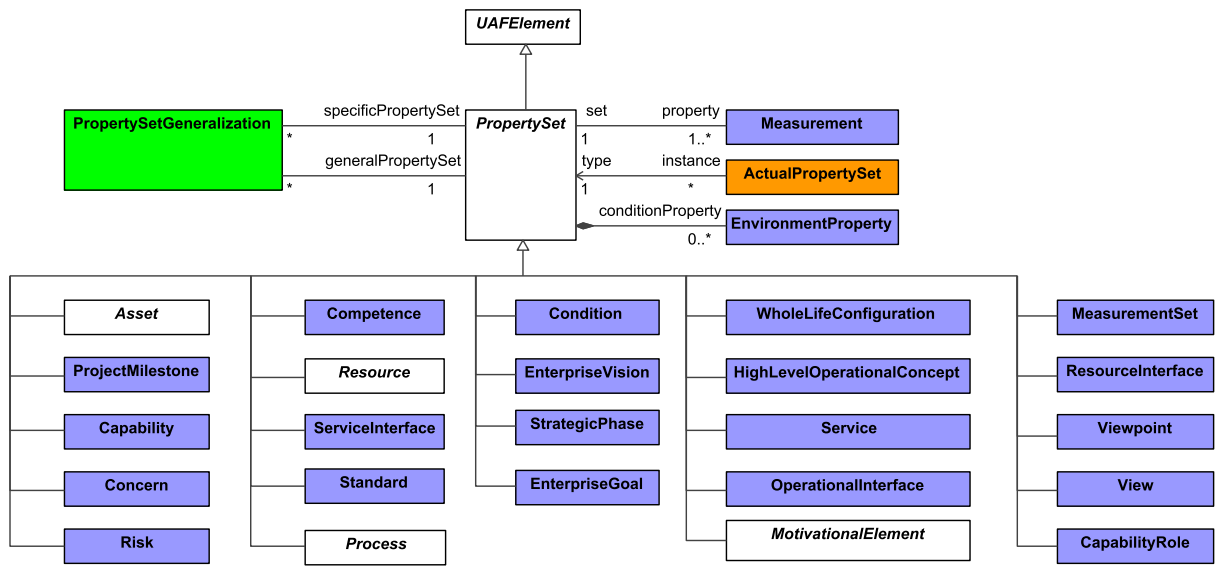 UAFElement
PropertySetGeneralization
specificPropertySet
*
1
generalPropertySet
*
1
PropertySet
set
property
1
1..*
Measurement
type
instance
1
*
ActualPropertySet
conditionProperty
0..*
EnvironmentProperty
Asset
ProjectMilestone
Capability
Concern
Risk
Competence
Resource
ServiceInterface
Standard
Process
Condition
EnterpriseVision
StrategicPhase
EnterpriseGoal
WholeLifeConfiguration
HighLevelOperationalConcept
Service
OperationalInterface
MotivationalElement
MeasurementSet
ResourceInterface
Viewpoint
View
CapabilityRole